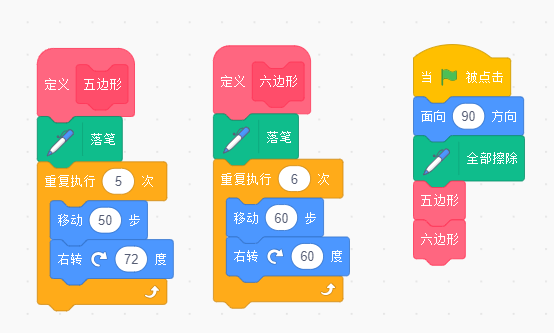 定义 五边形
落笔
重复执行 5 次
移动 50 步
右转 72 度
定义 六边形
落笔
重复执行 6 次
移动 60 步
右转 60 度
当 被点击
面向 90 方向
全部擦除
五边形
六边形